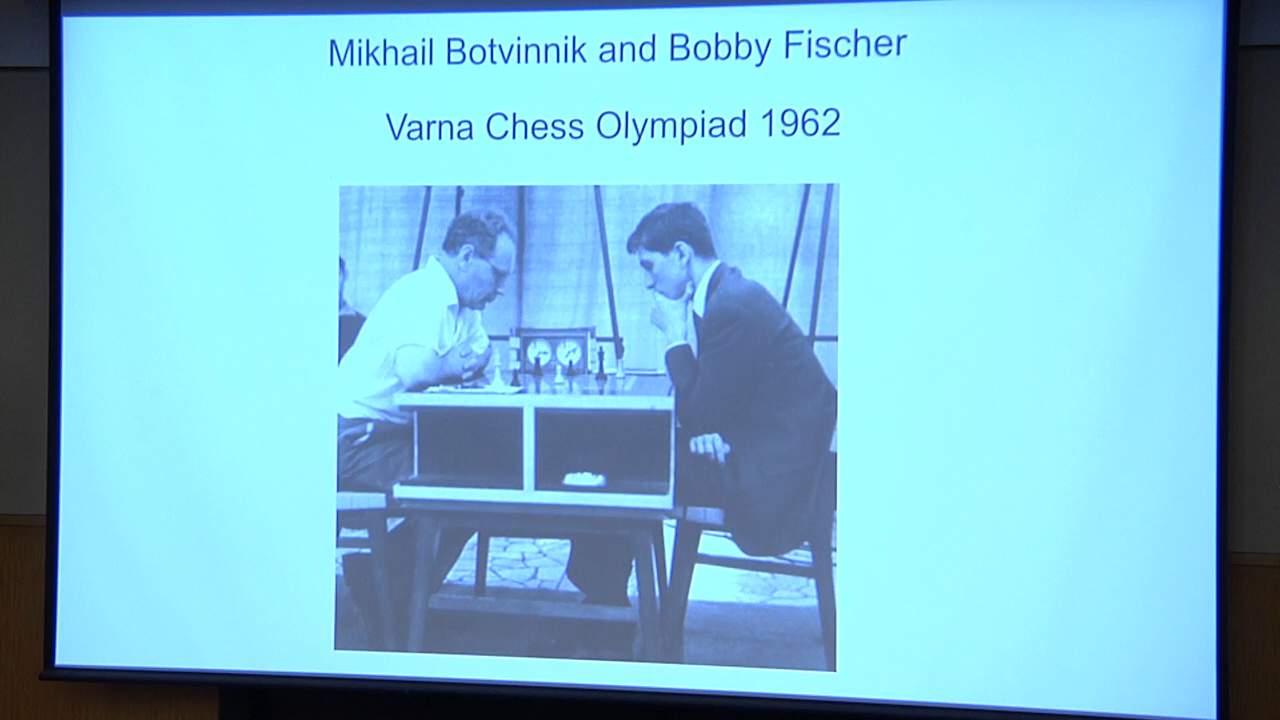 Mikhail Botvinnik and Bobby Fischer
Varna Chess Olympiad 1962